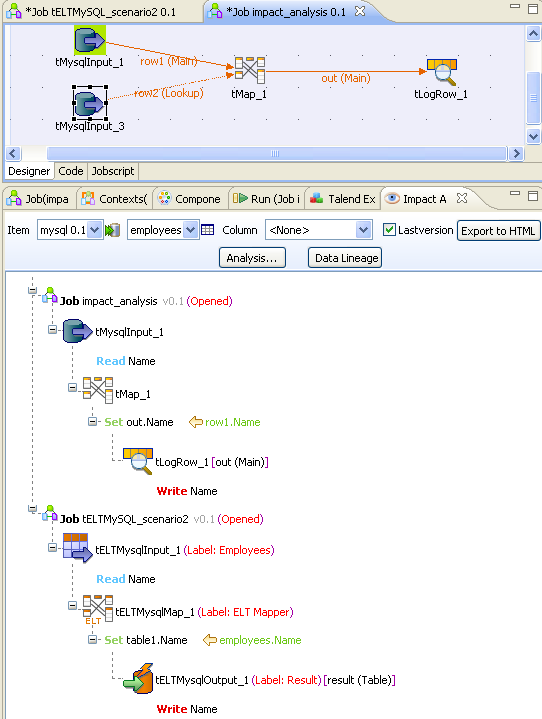 *Job tELTMySQL_scenario2 0.1
*Job impact_analysis 0.1
tMysqlInput_1
row1 (Main)
tMap_1
out (Main)
tLogRow_1
row2 (Lookup)
tMysqlInput_3
Designer Code Jobscript
Job(impa Contexts( Compone Run (Job i Talend Ex Impact A
Item mysql 0.1 employees Column <None> Lastversion Export to HTML
Analysis... Data Lineage
Job impact_analysis v0.1 (Opened)
tMysqlInput_1
Read Name
tMap_1
Set out.Name row1.Name
tLogRow_1 [out (Main)]
Write Name
Job tELTMySQL_scenario2 v0.1 (Opened)
tELTMysqlInput_1 (Label: Employees)
Read Name
ELT tELTMysqlMap_1 (Label: ELT Mapper)
Set table1.Name employees.Name
tELTMysqlOutput_1 (Label: Result) [result (Table)]
Write Name